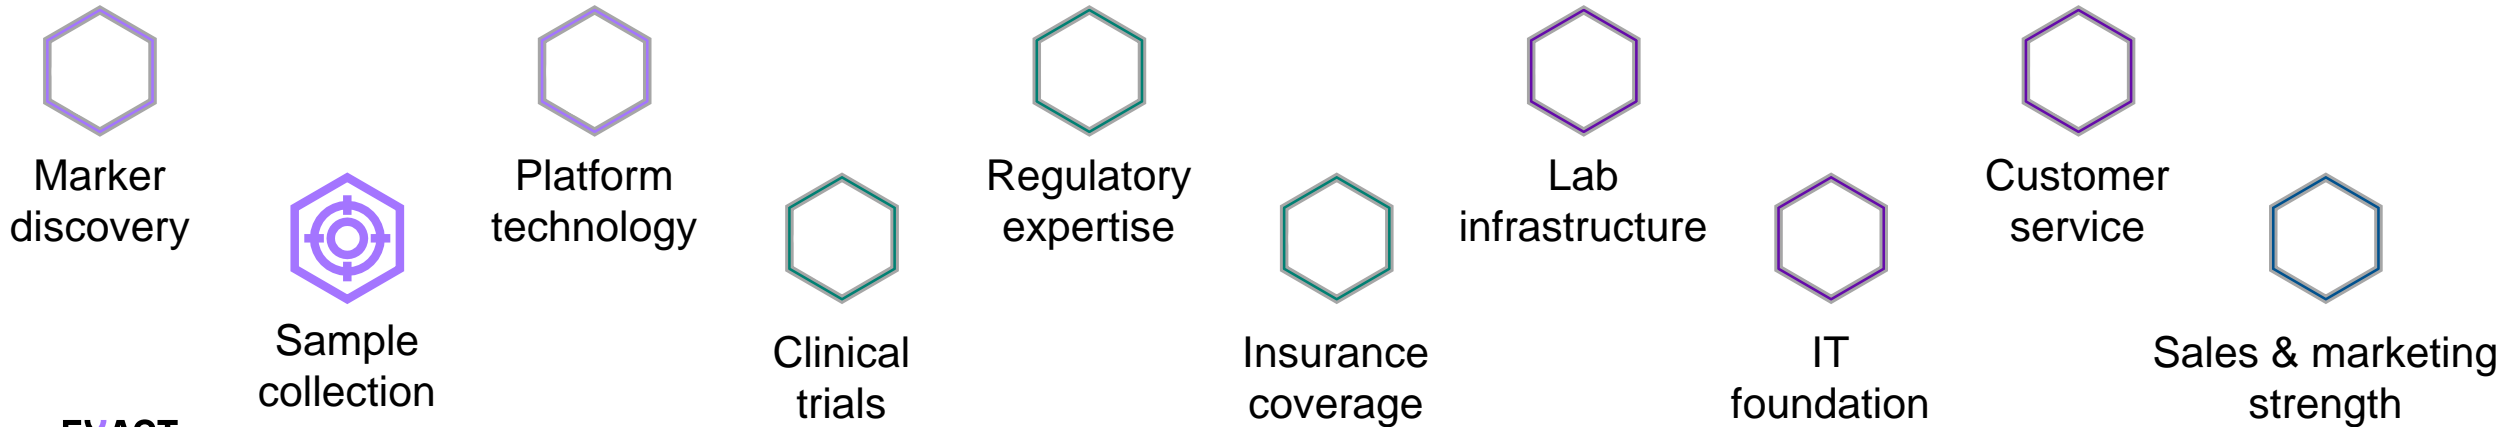 Marker
discovery
Sample
collection
Platform
technology
Clinical
trials
Regulatory
expertise
Insurance
coverage
Lab
infrastructure
IT
foundation
Customer
service
Sales & marketing
strength
EXACT